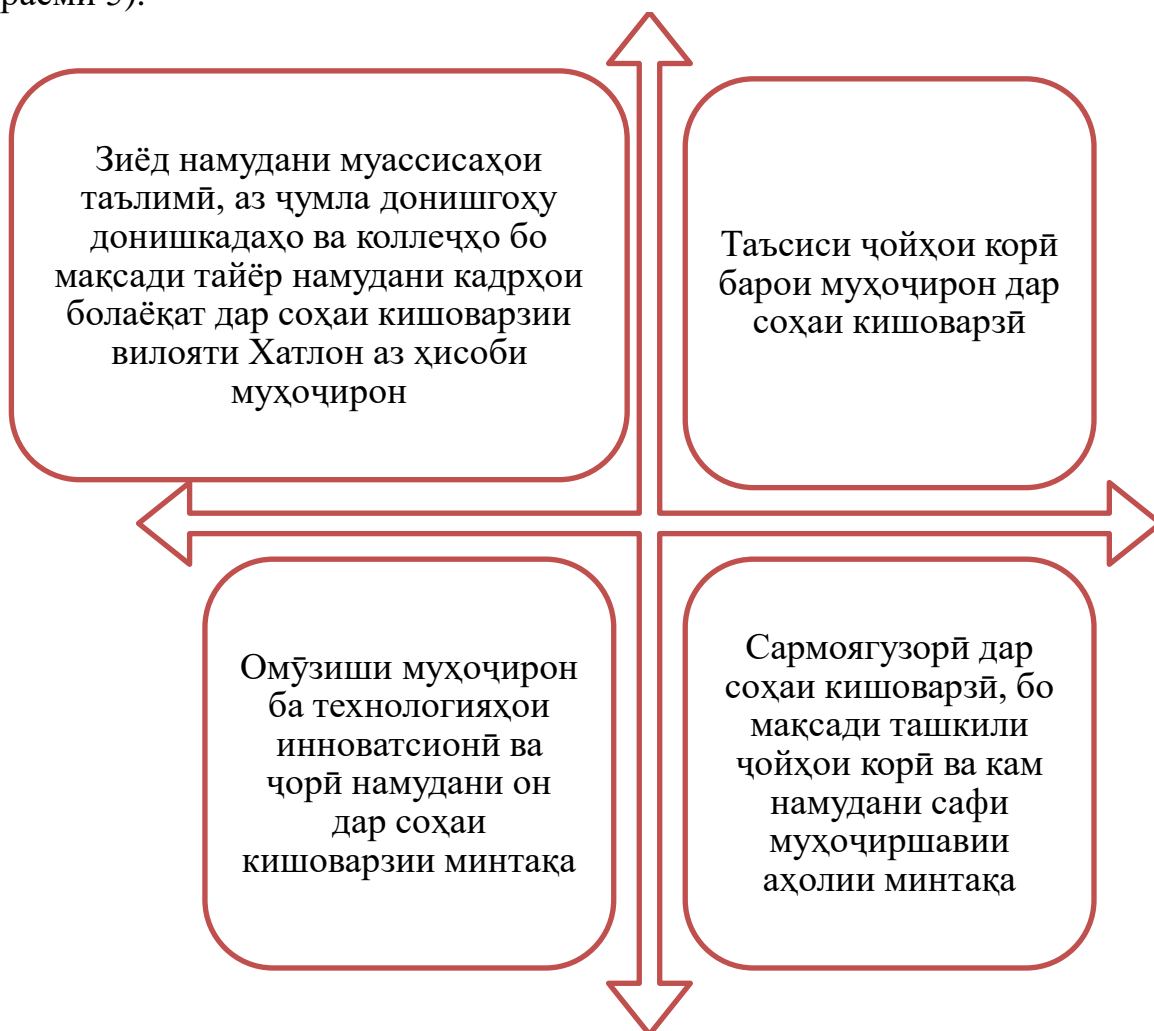 расми 5).
Зиёд намудани муассисаҳои
таълимӣ, аз ҷумла донишгоҳу
донишкадаҳо ва коллеҷҳо бо
мақсади тайёр намудани кадрҳои
болаёқат дар соҳаи кишоварзии
вилояти Хатлон аз ҳисоби
муҳоҷирон
Таъсиси ҷойҳои корӣ
барои муҳоҷирон дар
соҳаи кишоварзӣ
Омӯзиши муҳоҷирон
ба технологияҳои
инноватсионӣ ва
ҷорӣ намудани он
дар соҳаи
кишоварзии минтақа
Сармоягузорӣ дар
соҳаи кишоварзӣ, бо
мақсади ташкили
ҷойҳои корӣ ва кам
намудани сафи
муҳоҷиршавии
аҳолии минтақа